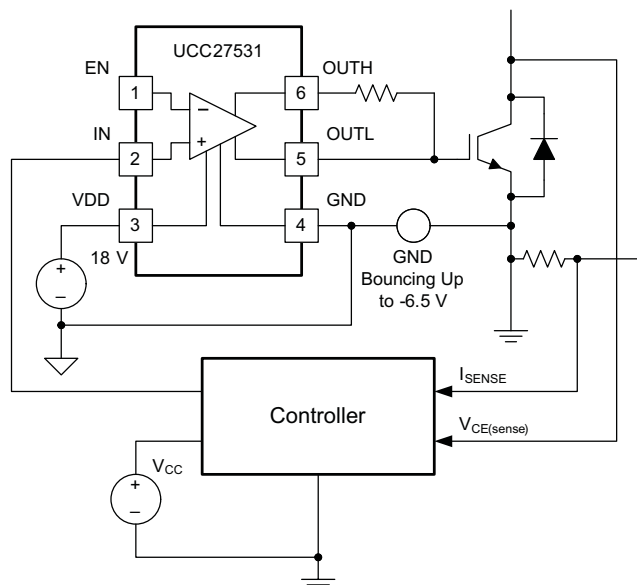 UCC27531
EN
1
OUTH
6
IN
2
OUTL
5
VDD
3
GND
4
18 V
–
+
+
–
GND
Bouncing Up
to -6.5 V
ISENSE
VCE(sense)
Controller
VCC
+
–